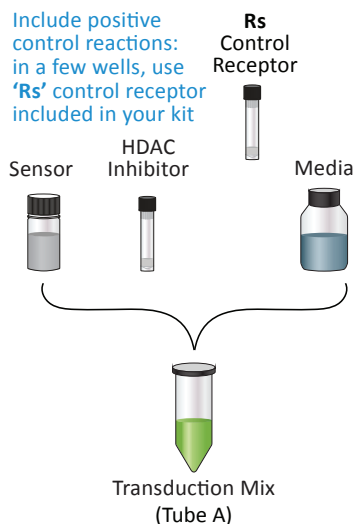 Include positive
control reactions:
in a few wells, use
‘Rs’ control receptor
included in your kit
Rs
Control
Receptor
Sensor
HDAC
Inhibitor
Media
Transduction Mix
(Tube A)